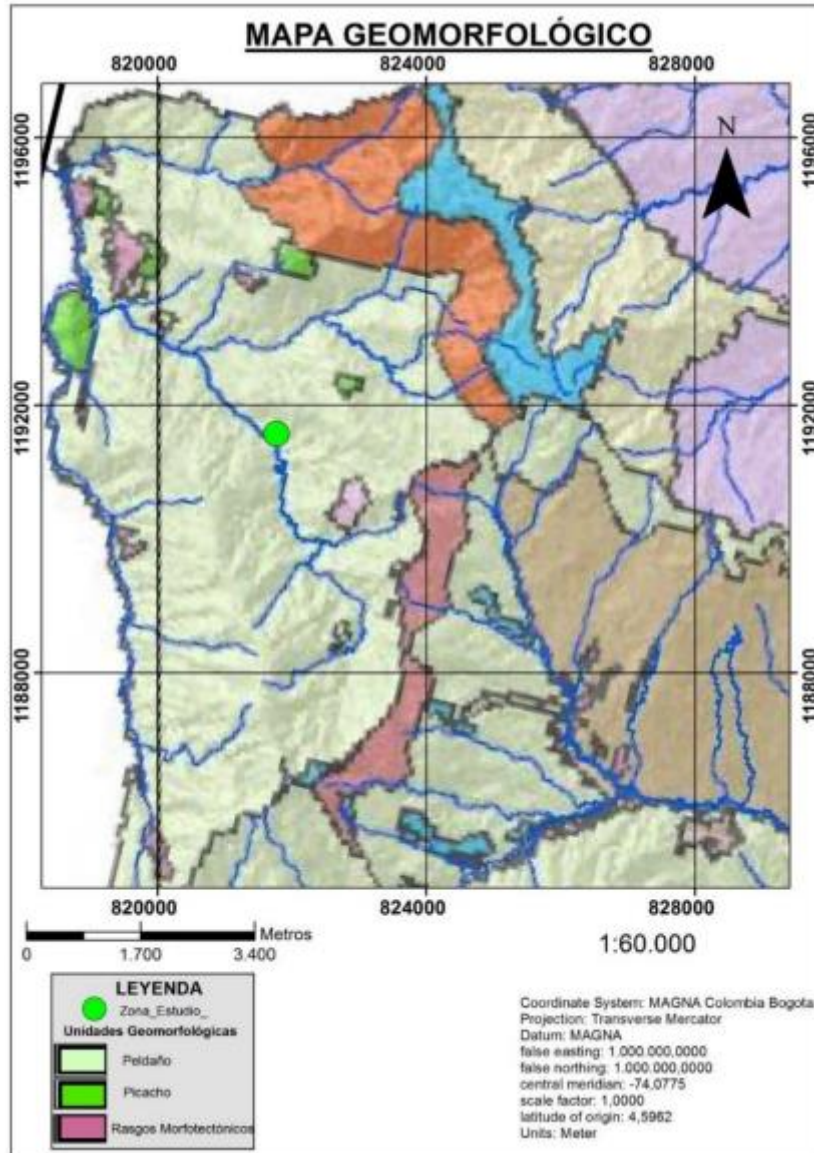 MAPA GEOMORFOLÓGICO
820000 824000 828000
N
1196000 1196000
1192000 1192000
1188000 1188000
820000 824000 828000
Metros
0 1.700 3.400
1:60.000
LEYENDA
Zona_Estudio_
Unidades Geomorfológicas
Peldaño
Picacho
Rasgos Morfotectónicos
Coordinate System: MAGNA Colombia Bogota
Projection: Transverse Mercator
Datum: MAGNA
false easting: 1.000.000,0000
false northing: 1.000.000,0000
central meridian: -74,0775
scale factor: 1,0000
latitude of origin: 4,5962
Units: Meter